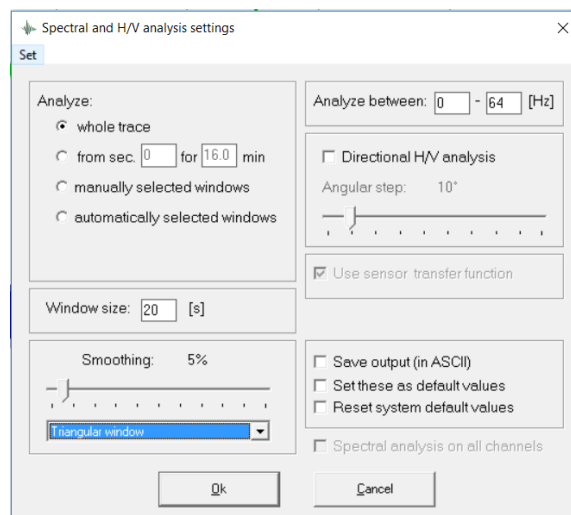 Spectral and H/V analysis settings
Set
Analyze:
whole trace
from sec. 0 for 16.0 min
manually selected windows
automatically selected windows
Window size: 20 [s]
Smoothing: 5%
Triangular window
Analyze between: 0 - 64 [Hz]
Directional H/V analysis
Angular step: 10°
Use sensor transfer function
Save output (in ASCII)
Set these as default values
Reset system default values
Spectral analysis on all channels
Ok
Cancel